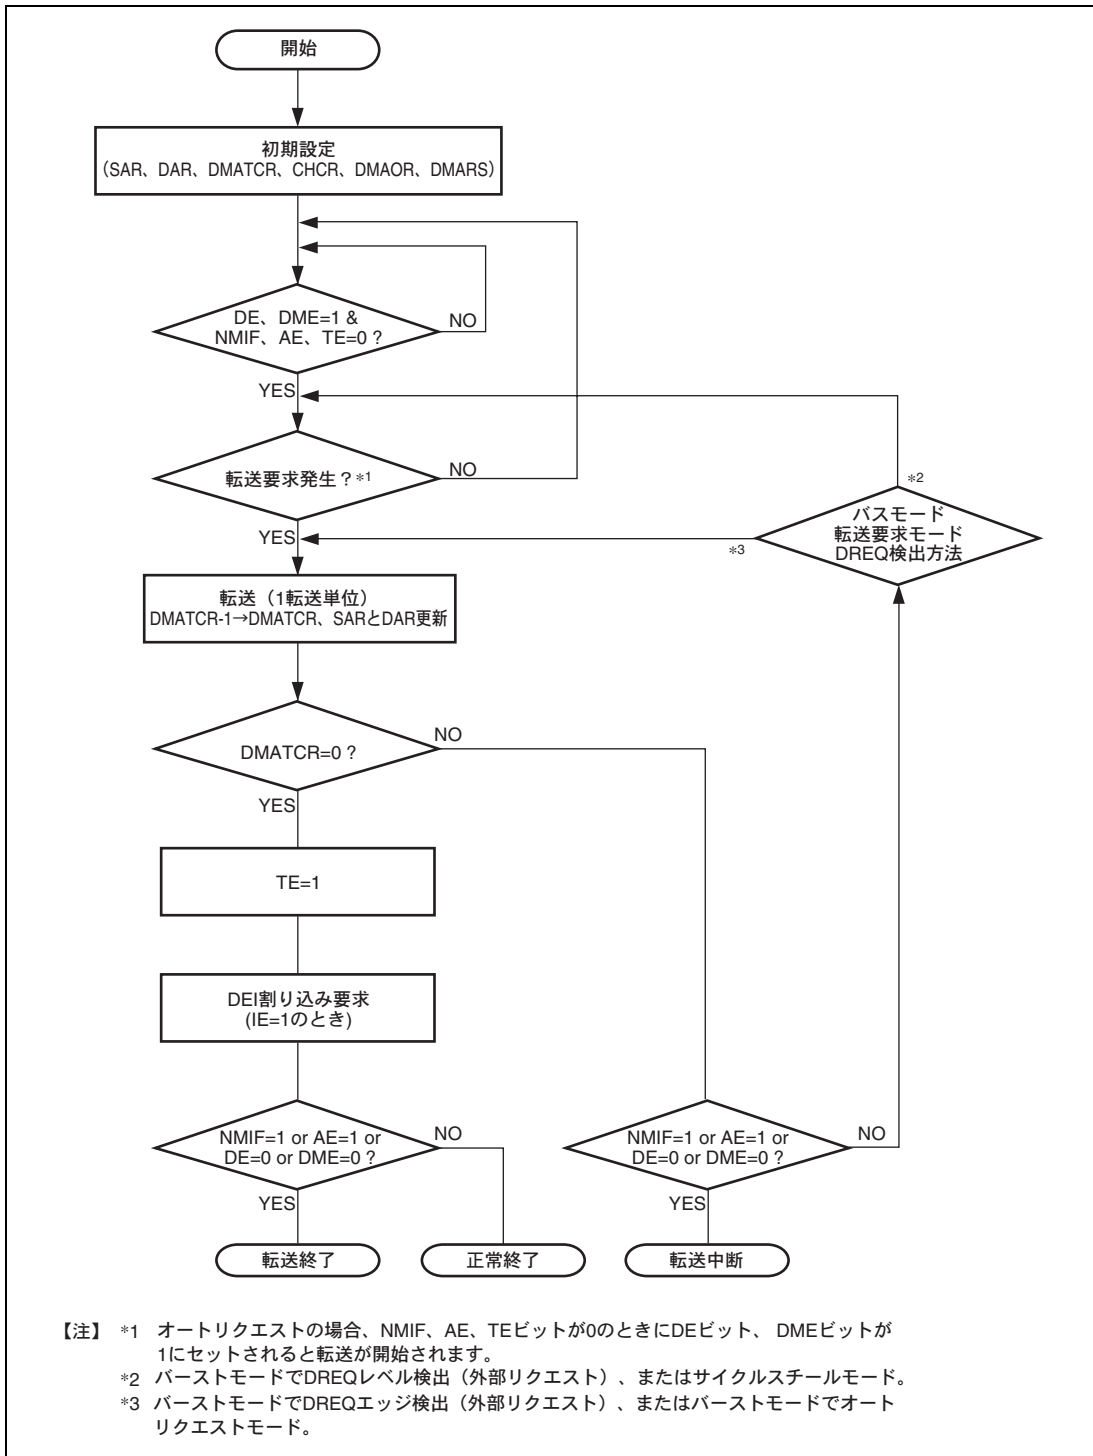 開始
初期設定
(SAR、DAR、DMATCR、CHCR、DMAOR、DMARS)
DE、DME=1 &
NMIF、AE、TE=0 ?
NO
YES
転送要求発生？*1
NO
*2
バスモード
転送要求モード
DREQ検出方法
YES
*3
転送（1転送単位）
DMATCR-1→DMATCR、SARとDAR更新
DMATCR=0 ?
NO
YES
TE=1
DEI割り込み要求
(IE=1のとき)
NMIF=1 or AE=1 or
DE=0 or DME=0 ?
NO
NMIF=1 or AE=1 or
DE=0 or DME=0 ?
NO
YES
YES
転送終了
正常終了
転送中断
【注】 *1 オートリクエストの場合、NMIF、AE、TEビットが0のときにDEビット、 DMEビットが
1にセットされると転送が開始されます。
*2 バーストモードでDREQレベル検出（外部リクエスト）、またはサイクルスチールモード。
*3 バーストモードでDREQエッジ検出（外部リクエスト）、またはバーストモードでオート
リクエストモード。